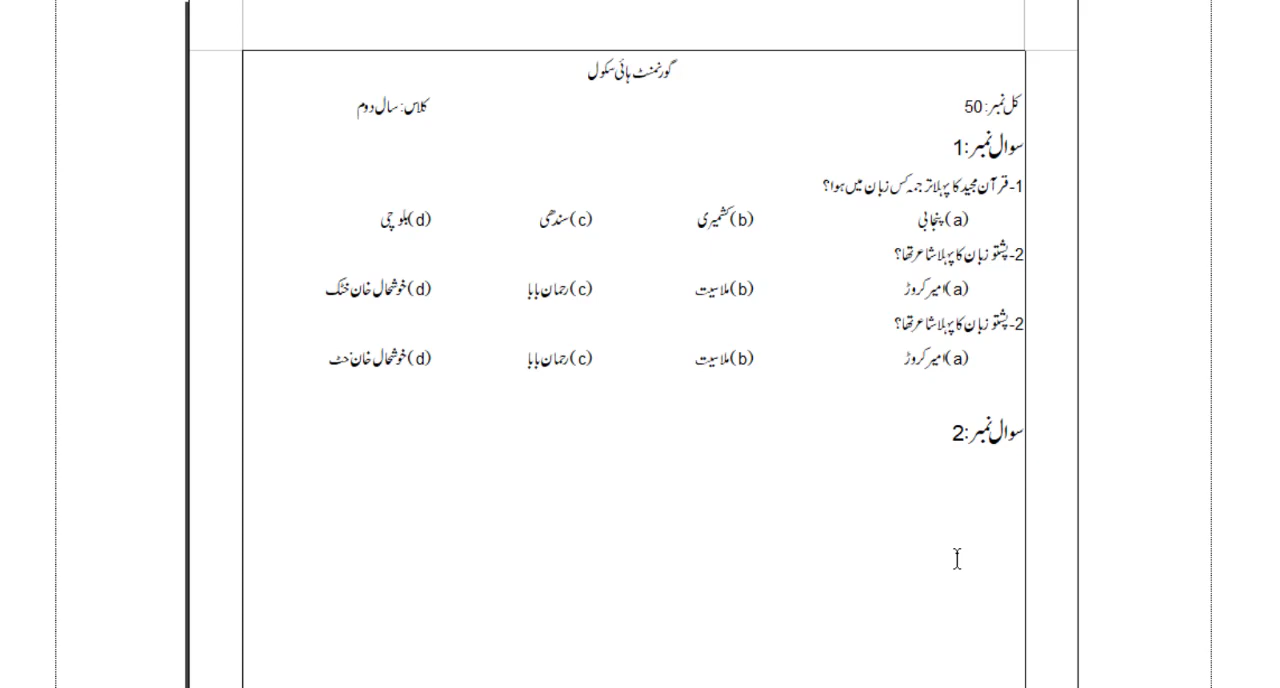 گورنمنٹ ہائی سکول
کل نمبر: 50 کلاس: سال دوم
سوال نمبر: 1
1-قرآن مجید کا پہلا ترجمہ کس زبان میں ہوا؟
(a) پنجابی (b) کشمیری (c) سندھی (d) بلوچی
2-پشتو زبان کا پہلا شاعر تھا؟
(a) امیر کروڑ (b) ملا سیت (c) رحمان بابا (d) خوشحال خان خٹک
2-پشتو زبان کا پہلا شاعر تھا؟
(a) امیر کروڑ (b) ملا سیت (c) رحمان بابا (d) خوشحال خان
سوال نمبر: 2